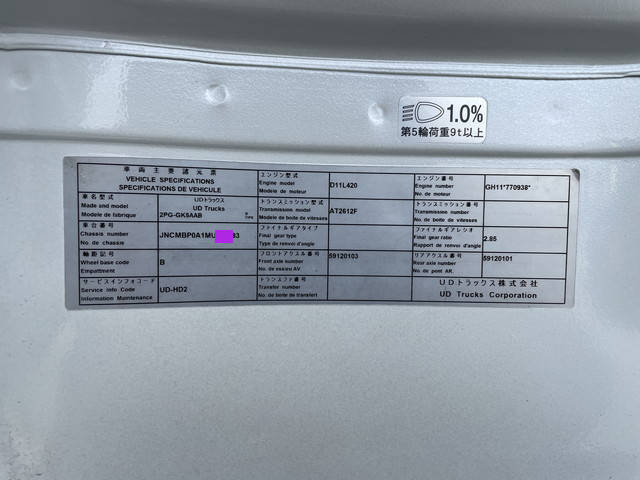 1.0%
第5輪荷重9t以上
車両主要諸元票
VEHICLE SPECIFICATIONS
SPECIFICATIONS DE VEHICULE
車名型式
Made and model
Modele de fabrique
UDトラックス
UD Trucks
2PG-GK5AAB
車台番号
Chassis number
No. de chassis
JNCMBP0A1MU
93
軸距記号
Wheel base code
Empattment
B
サービスインフォコード
Service info Code
Information Maintenance
UD-HD2
エンジン型式
Engine model
Modele de moteur
D11L420
トランスミッション型式
Transmission model
Modele de boite de vitesses
AT2612F
ファイナルギアタイプ
Final gear type
Type de renvoi d'angle
フロントアクスル番号
Front axle number
No. de essieu AV
59120103
トランスファ番号
Transfer number
No. de boite de transfert
エンジン番号
Engine number
No. de moteur
GH11*770938*
トランスミッション番号
Transmission number
No. de boite de vitesses
ファイナルギアレシオ
Final gear ratio
Rapport de renvoi d'angle
2.85
リアアクスル番号
Rear axle number
No. de pont AR.
59120101
UDトラックス株式会社
UD Trucks Corporation